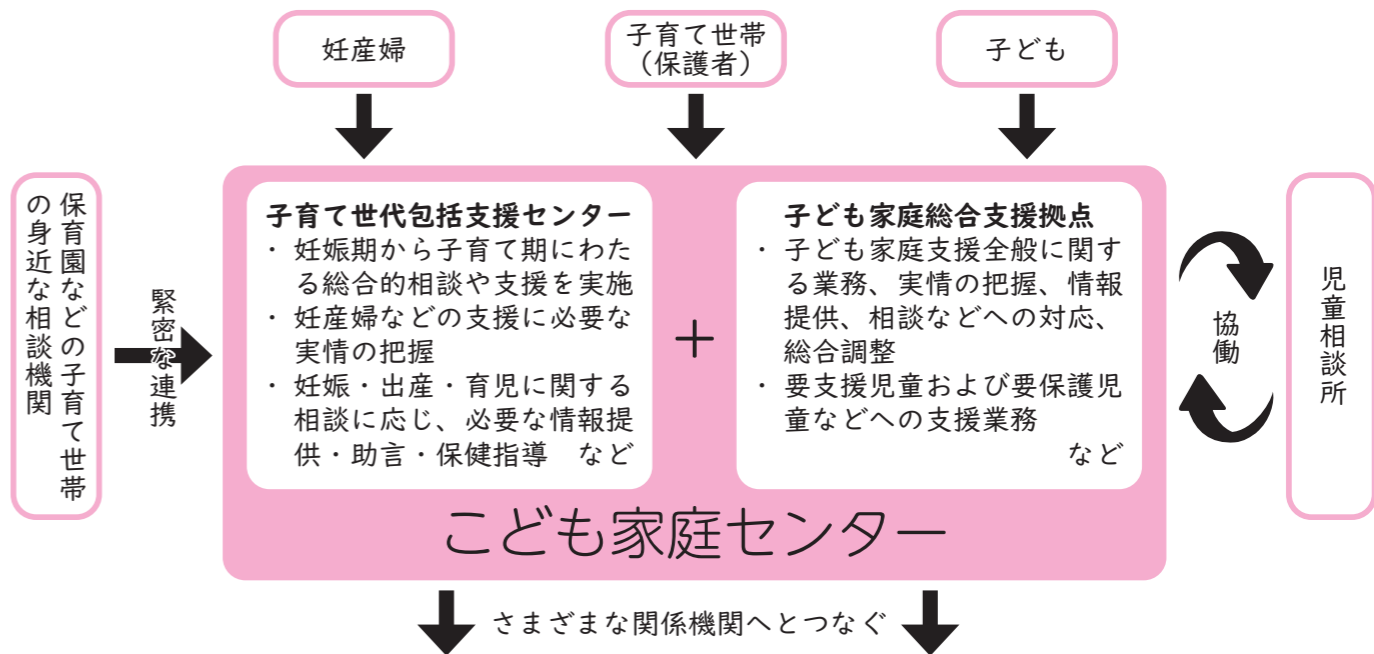 妊産婦
子育て世帯
（保護者）
子ども
保育園などの子育て世帯
の身近な相談機関
緊密な連携
子育て世代包括支援センター
・ 妊娠期から子育て期にわた
る総合的相談や支援を実施
・ 妊産婦などの支援に必要な
実情の把握
・ 妊娠・出産・育児に関する
相談に応じ、必要な情報提
供・助言・保健指導　など
＋
子ども家庭総合支援拠点
・ 子ども家庭支援全般に関す
る業務、実情の把握、情報
提供、相談などへの対応、
総合調整
・ 要支援児童および要保護児
童などへの支援業務
など
協働
児童相談所
こども家庭センター
さまざまな関係機関へとつなぐ